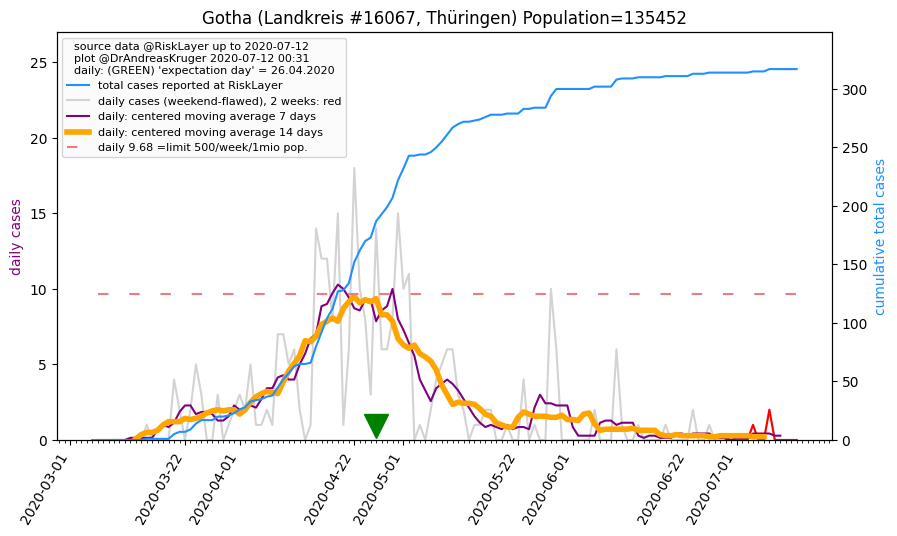 Gotha (Landkreis #16067, Thüringen) Population=135452
source data @RiskLayer up to 2020-07-12
plot @DrAndreasKruger 2020-07-12 00:31
daily: (GREEN) 'expectation day' = 26.04.2020
total cases reported at RiskLayer
daily cases (weekend-flawed), 2 weeks: red
daily: centered moving average 7 days
daily: centered moving average 14 days
daily 9.68 =limit 500/week/1mio pop.
daily cases
25
20
15
10
5
0
cumulative total cases
300
250
200
150
100
50
0
2020-03-01
2020-03-22
2020-04-01
2020-04-22
2020-05-01
2020-05-22
2020-06-01
2020-06-22
2020-07-01